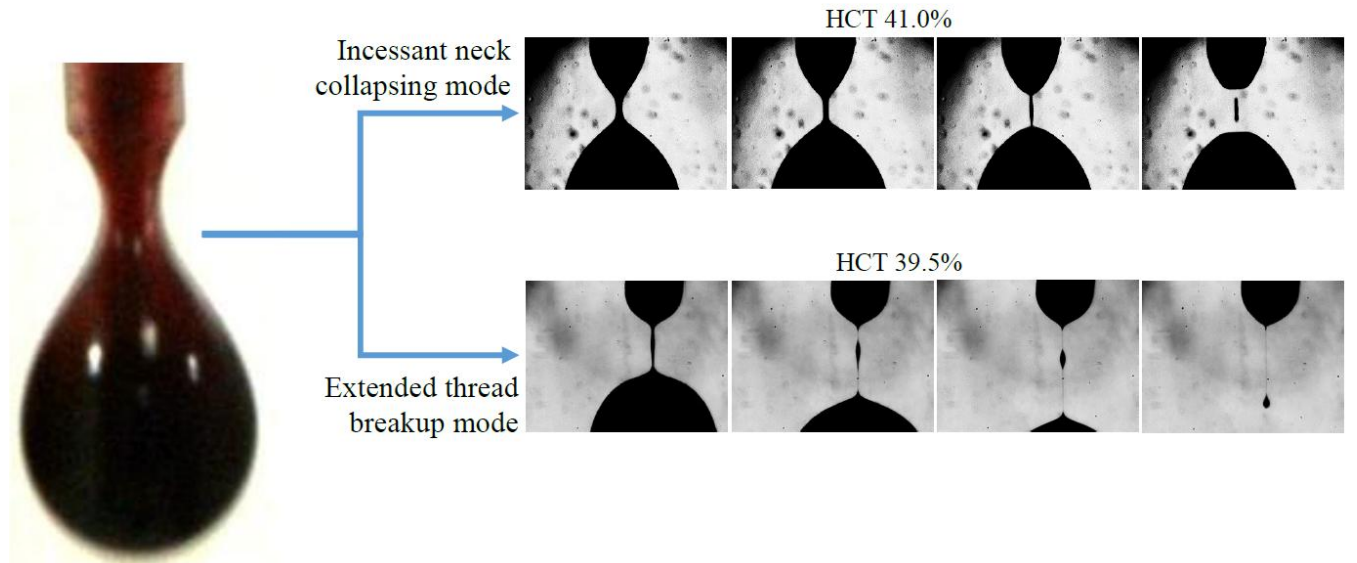 HCT 41.0%
Incessant neck
collapsing mode
HCT 39.5%
Extended thread
breakup mode